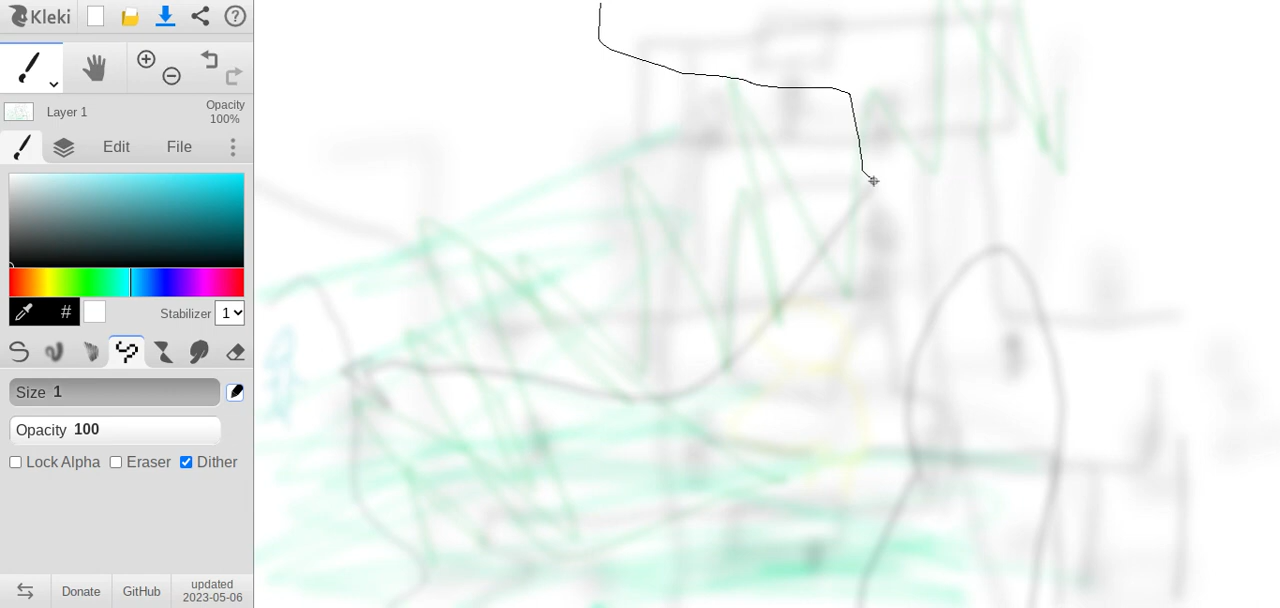 Kleki
Layer 1
Opacity
100%
Edit
File
#
Stabilizer 1
Size 1
Opacity 100
Lock Alpha
Eraser
Dither
Donate
GitHub
updated
2023-05-06